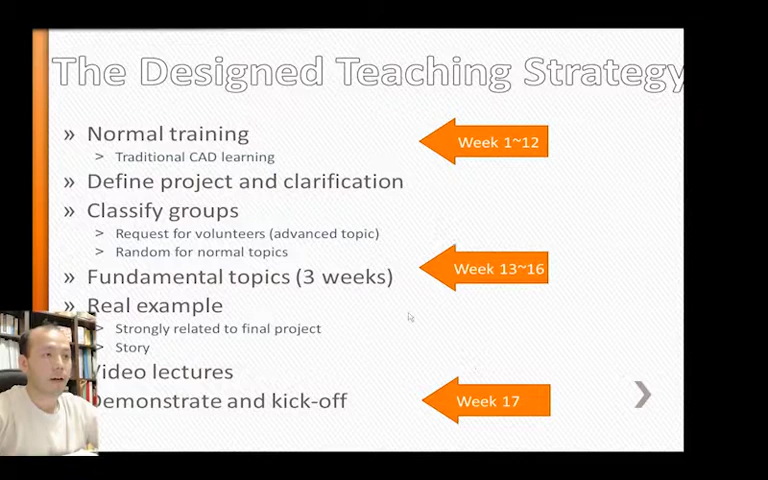 The Designed Teaching Strategy
» Normal training
> Traditional CAD learning
Week 1~12
» Define project and clarification
» Classify groups
> Request for volunteers (advanced topic)
> Random for normal topics
» Fundamental topics (3 weeks)
Week 13~16
» Real example
> Strongly related to final project
> Story
Video lectures
Demonstrate and kick-off
Week 17